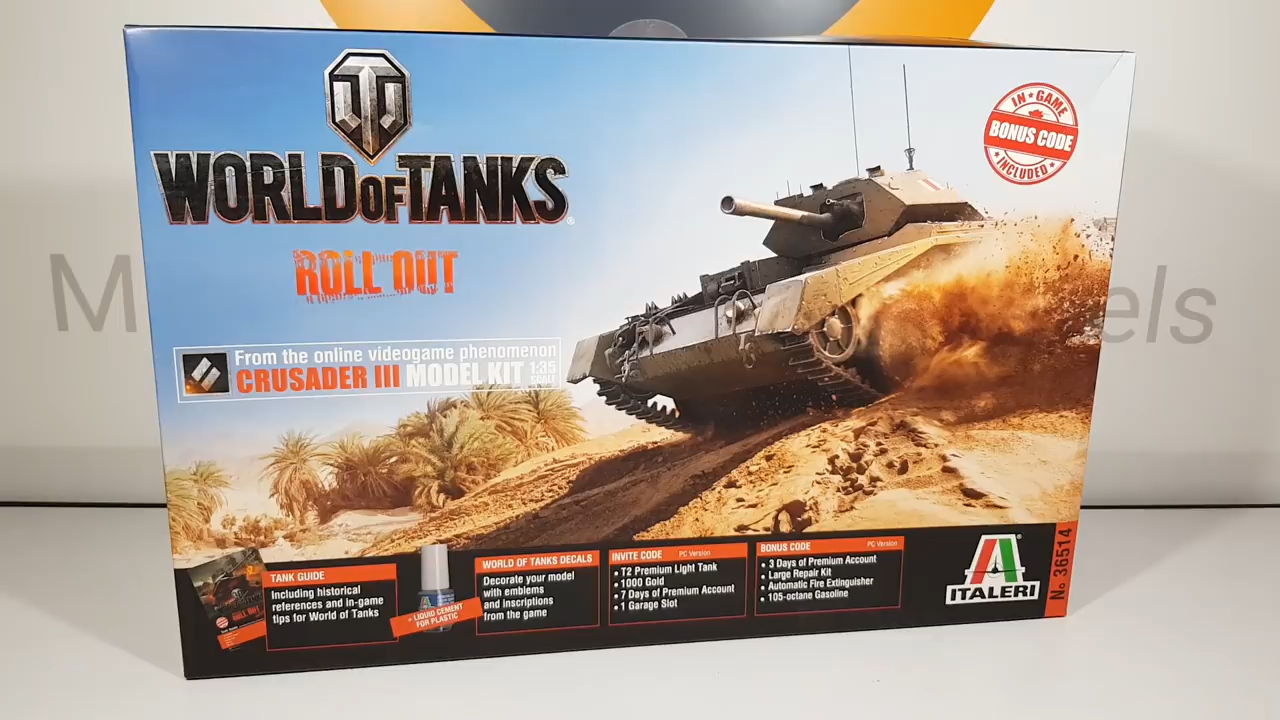 IN ★ GAME
BONUS CODE
★ INCLUDED ★
WORLD OF TANKS
ROLL OUT
From the online videogame phenomenon
CRUSADER III MODEL KIT 1:35
SCALE
M
els
TANK GUIDE
Including historical
references and in-game
tips for World of Tanks
ROLL OUT
+ LIQUID CEMENT
FOR PLASTIC
WORLD OF TANKS DECALS
Decorate your model
with emblems
and inscriptions
from the game
INVITE CODE PC Version
• T2 Premium Light Tank
• 1000 Gold
• 7 Days of Premium Account
• 1 Garage Slot
BONUS CODE PC Version
• 3 Days of Premium Account
• Large Repair Kit
• Automatic Fire Extinguisher
• 105-octane Gasoline
ITALERI
No 36514